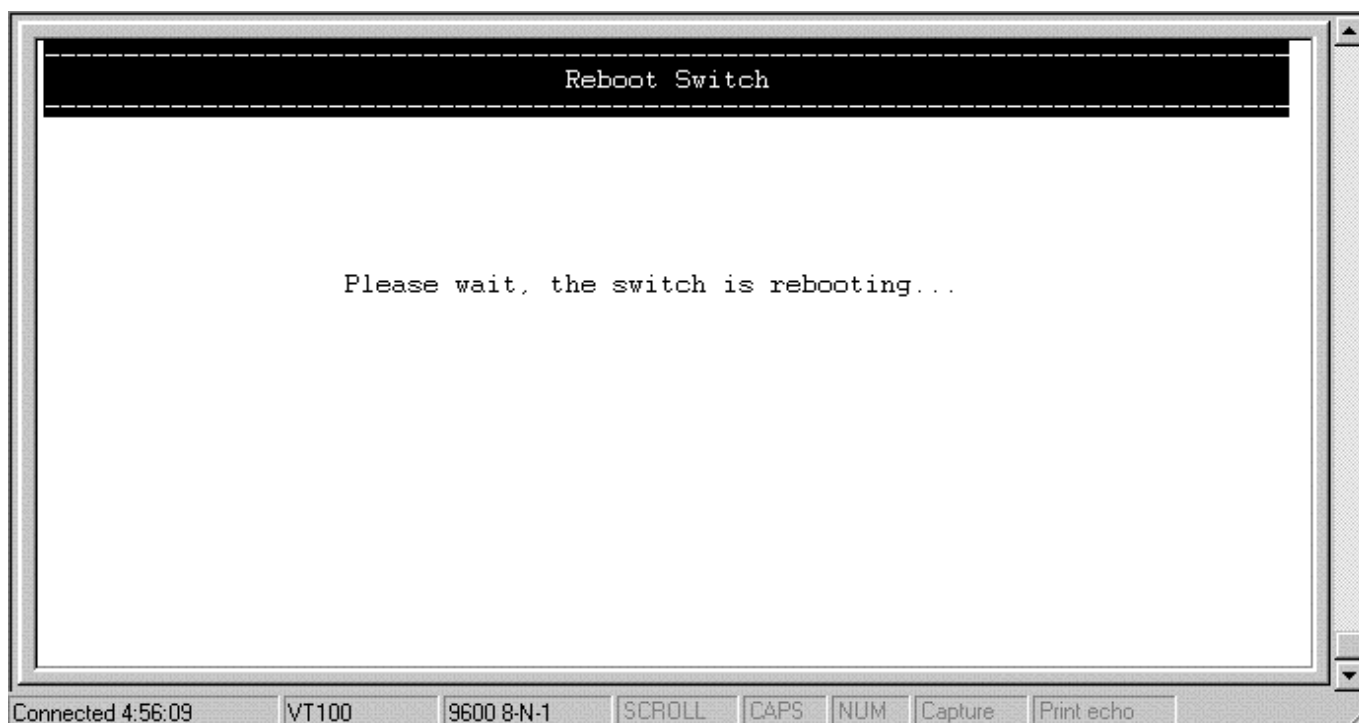 Reboot Switch
Please wait, the switch is rebooting...
Connected 4:56:09 VT100 9600 8-N-1 SCROLL CAPS NUM Capture Print echo